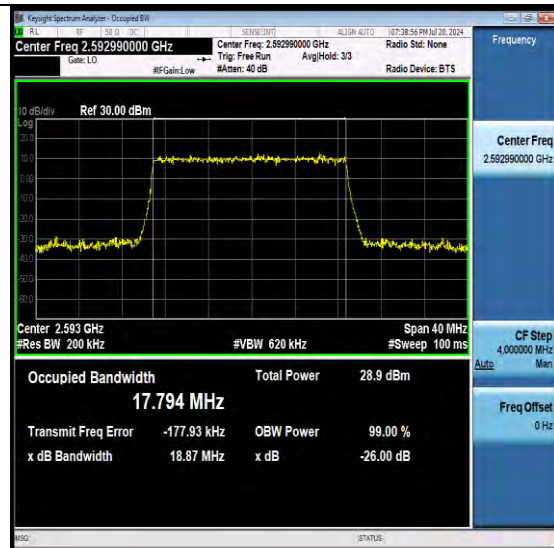 Keysight Spectrum Analyzer - Occupied BW
RL RF 50 Ω DC SENSE:INT ALIGN AUTO 07:38:56 PM Jul 20, 2024
Center Freq 2.592990000 GHz Center Freq: 2.592990000 GHz Radio Std: None Frequency
Gate: LO Trig: Free Run Avg|Hold: 3/3
#IFGain:Low #Atten: 40 dB Radio Device: BTS
10 dB/div Ref 30.00 dBm
Log
20.0
10.0
0.00
-10.0
-20.0
-30.0
-40.0
-50.0
-60.0
Center Freq
2.592990000 GHz
Center 2.593 GHz Span 40 MHz
#Res BW 200 kHz #VBW 620 kHz #Sweep 100 ms
CF Step
4.000000 MHz
Auto Man
Occupied Bandwidth Total Power 28.9 dBm
17.794 MHz
Freq Offset
0 Hz
Transmit Freq Error -177.93 kHz OBW Power 99.00 %
x dB Bandwidth 18.87 MHz x dB -26.00 dB
MSG STATUS